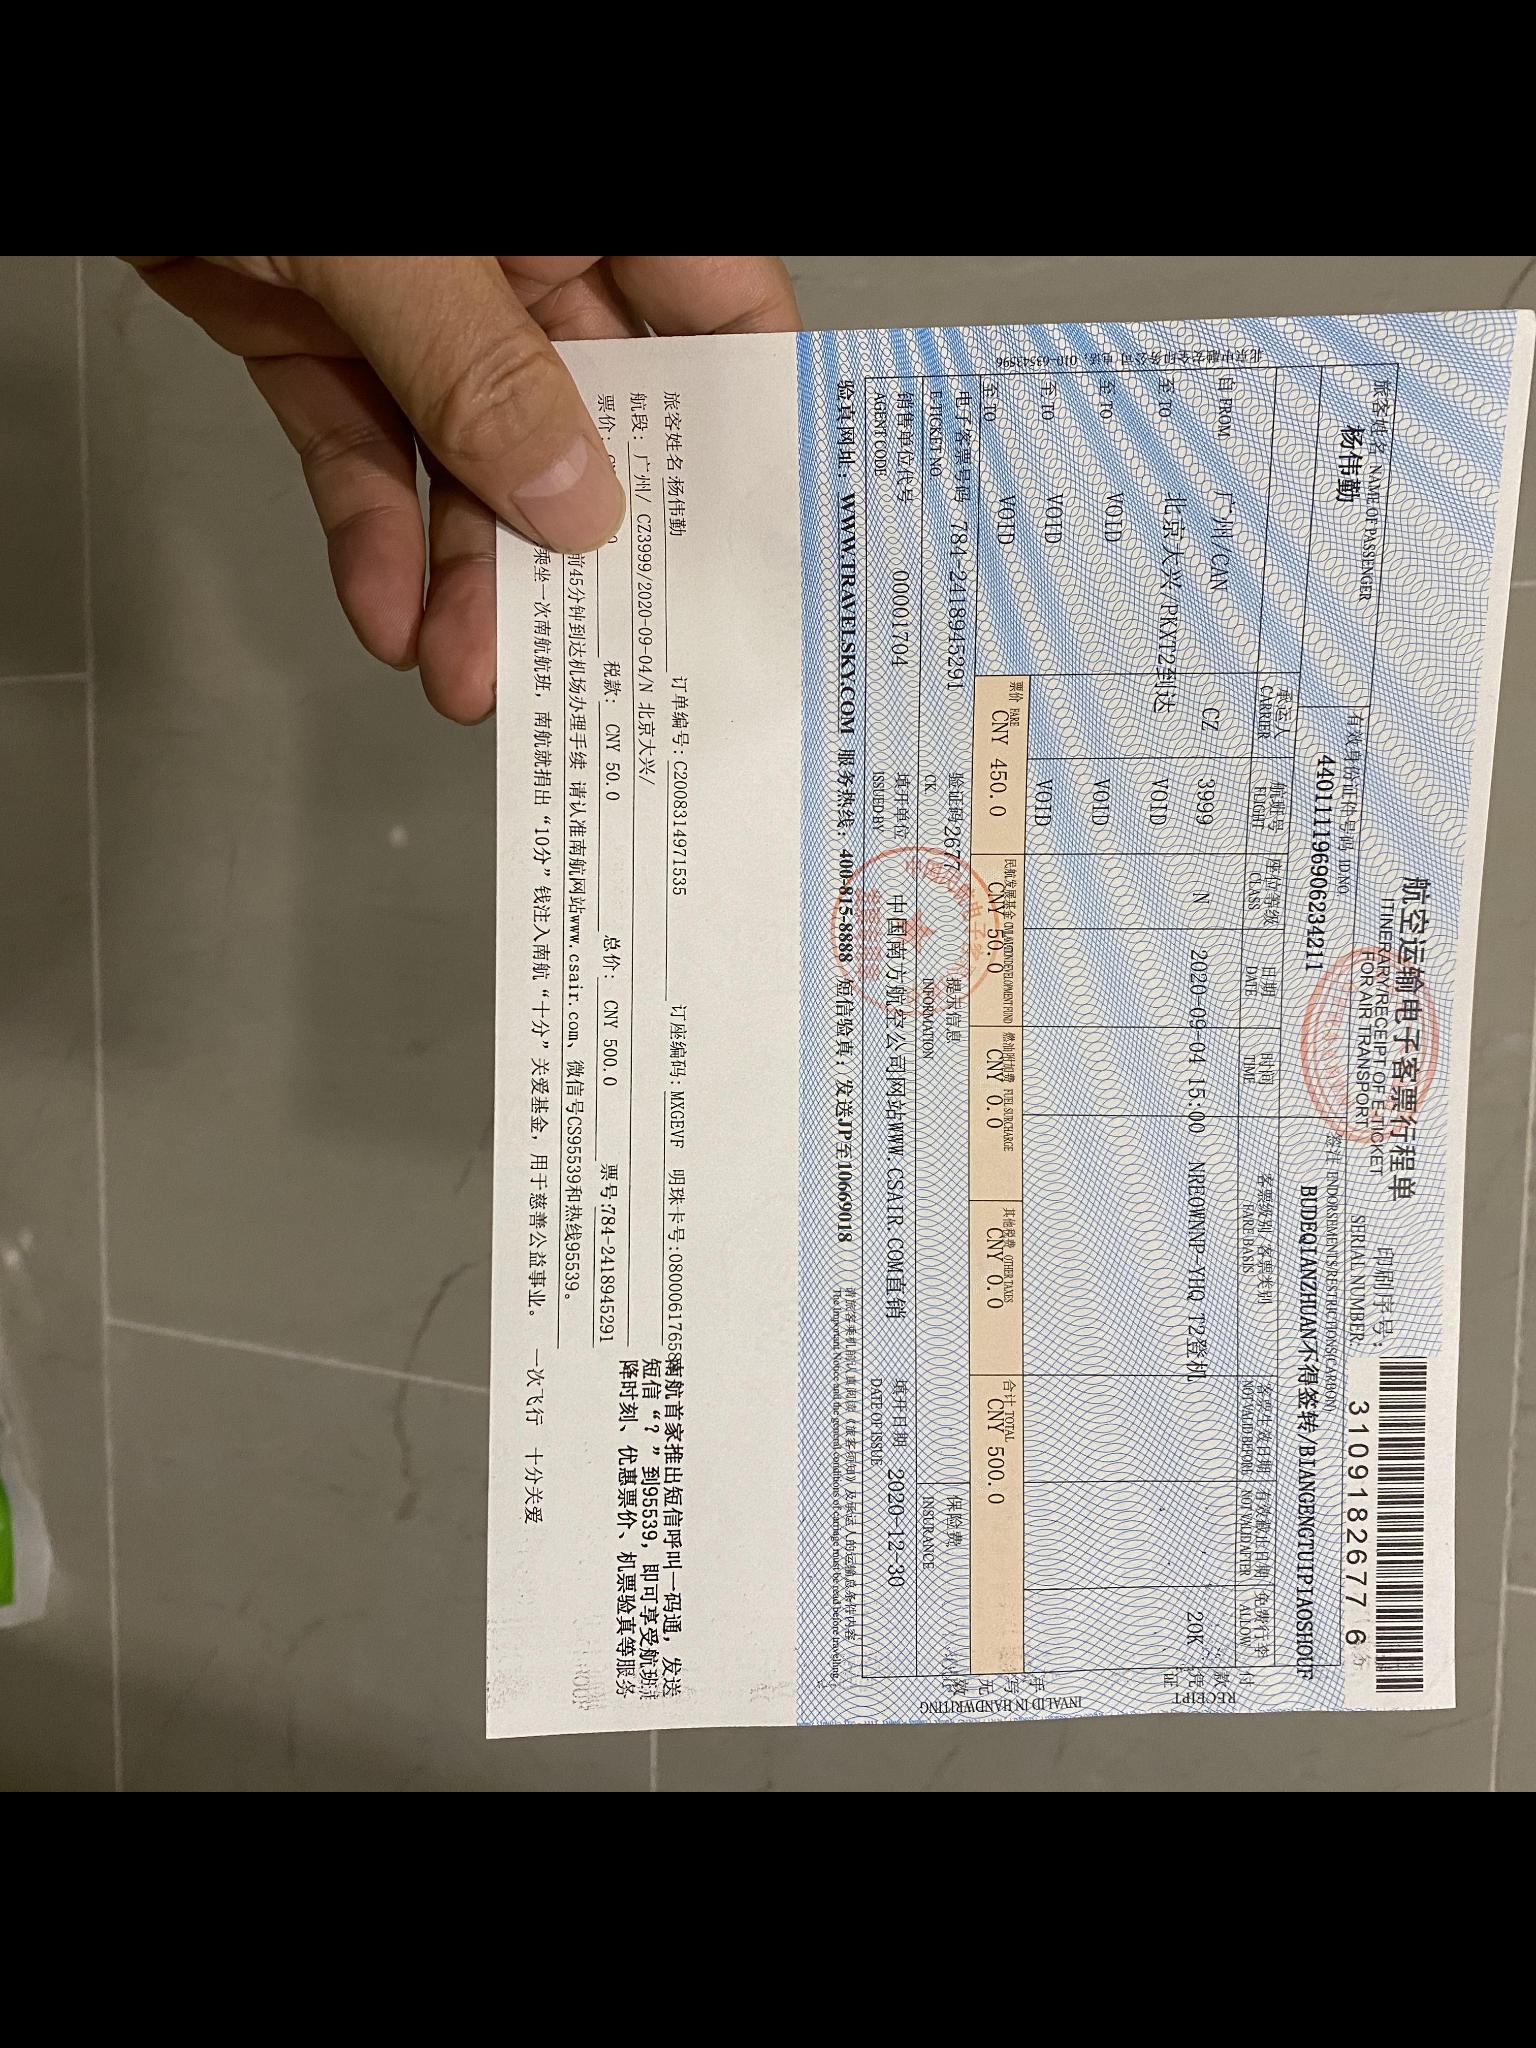 航空运输电子客票行程单
ITINERARY/RECEIPT OF E-TICKET
FOR AIR TRANSPORT
印刷序号:
SERIAL NUMBER:
31091826776
旅客姓名 NAME OF PASSENGER
杨伟勤
有效身份证件号码 ID.NO.
440111196906234211
签注 ENDORSEMENTS/RESTRICTIONS(CARBON)
BUDEQIANZHUAN不得签转/BIANGENGTUIPIAOSHOUF
承运人 CARRIER 航班号 FLIGHT 座位等级 CLASS 日期 DATE 时间 TIME 客票级别/客票类别 FARE BASIS 客票生效日期 NOT VALID BEFORE 有效截止日期 NOT VALID AFTER 免费行李 ALLOW
自 FROM 广州/CAN CZ 3999 N 2020-09-04 15:00 NREOWNNP YHQ T2登机 20K
至 TO 北京大兴/PKXT2到达 VOID
至 TO VOID VOID
至 TO VOID VOID
至 TO VOID
票价 FARE CNY 450.0 民航发展基金 CNY 50.0 燃油附加费 FUEL SURCHARGE CNY 0.0 其他税费 OTHER TAXES CNY 0.0 合计 TOTAL CNY 500.0
电子客票号码 E-TICKET NO. 784-2418945291 验证码 CK. 2677 提示信息 INFORMATION 保险费 INSURANCE
销售单位代号 AGENT CODE 00001704 填开单位 ISSUED BY 中国南方航空公司网站WWW.CSAIR.COM直销 填开日期 DATE OF ISSUE 2020-12-30
验真网址: WWW.TRAVELSKY.COM 服务热线: 400-815-8888 短信验真: 发送JP至10669018
请旅客乘机前认真阅读《旅客须知》及承运人的运输总条件内容
The Important Notice and the general conditions of carriage must be read before travelling.
付款凭证
RECEIPT
手写无效
INVALID IN HANDWRITING
北京中融安全印务公司 电话: 010-63543596
旅客姓名 杨伟勤 订单编号: C2008314971535 订座编码: MXGEVF 明珠卡号:080006176584
航段: 广州/ CZ3999/2020-09-04/N 北京大兴/
票价: 税款: CNY 50.0 总价: CNY 500.0 票号:784-2418945291
前45分钟到达机场办理手续 请认准南航网站www.csair.com、微信号CS95539和热线95539。
乘坐一次南航航班,南航就捐出“10分”钱注入南航“十分”关爱基金,用于慈善公益事业。 一次飞行 十分关爱
南航首家推出短信呼叫一码通,发送
短信“?”到95539,即可享受航班
降时刻、优惠票价、机票验真等服务